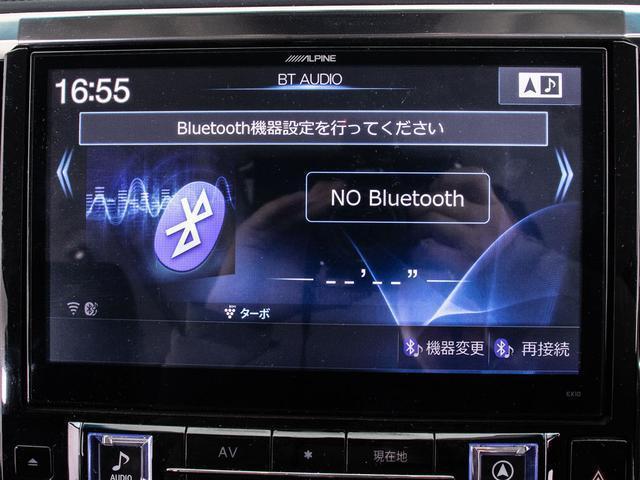 ALPINE
BT AUDIO
16:55
Bluetooth機器設定を行ってください
NO Bluetooth
--'--"
ターボ
機器変更
再接続
EX10
AV
*
現在地
AUDIO